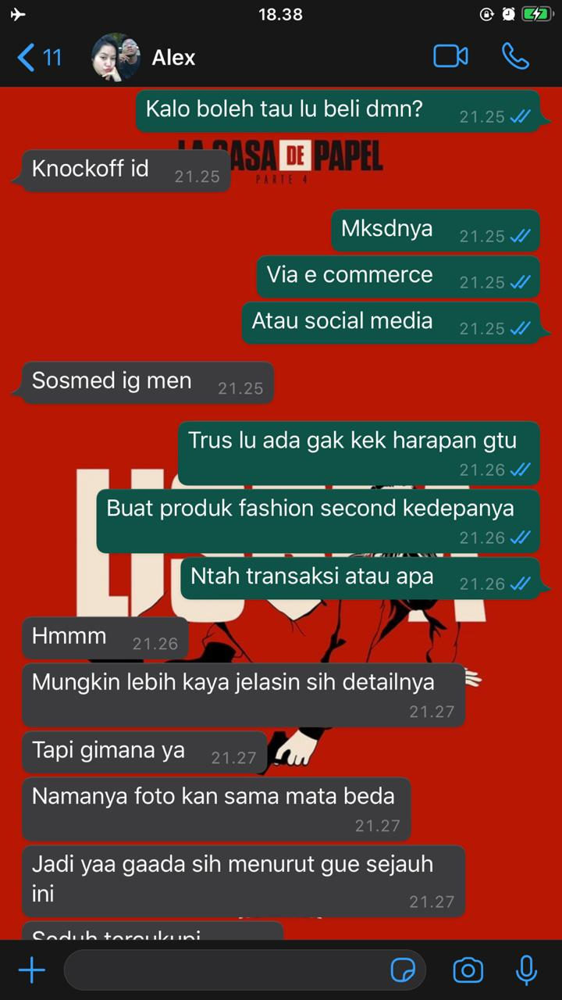 18.38
11
Alex
Kalo boleh tau lu beli dmn?
21.25
LA CASA DE PAPEL
PARTE 4
Knockoff id
21.25
Mksdnya
21.25
Via e commerce
21.25
Atau social media
21.25
Sosmed ig men
21.25
Trus lu ada gak kek harapan gtu
21.26
Buat produk fashion second kedepanya
21.26
Ntah transaksi atau apa
21.26
Hmmm
21.26
Mungkin lebih kaya jelasin sih detailnya
21.27
Tapi gimana ya
21.27
Namanya foto kan sama mata beda
21.27
Jadi yaa gaada sih menurut gue sejauh
ini
21.27